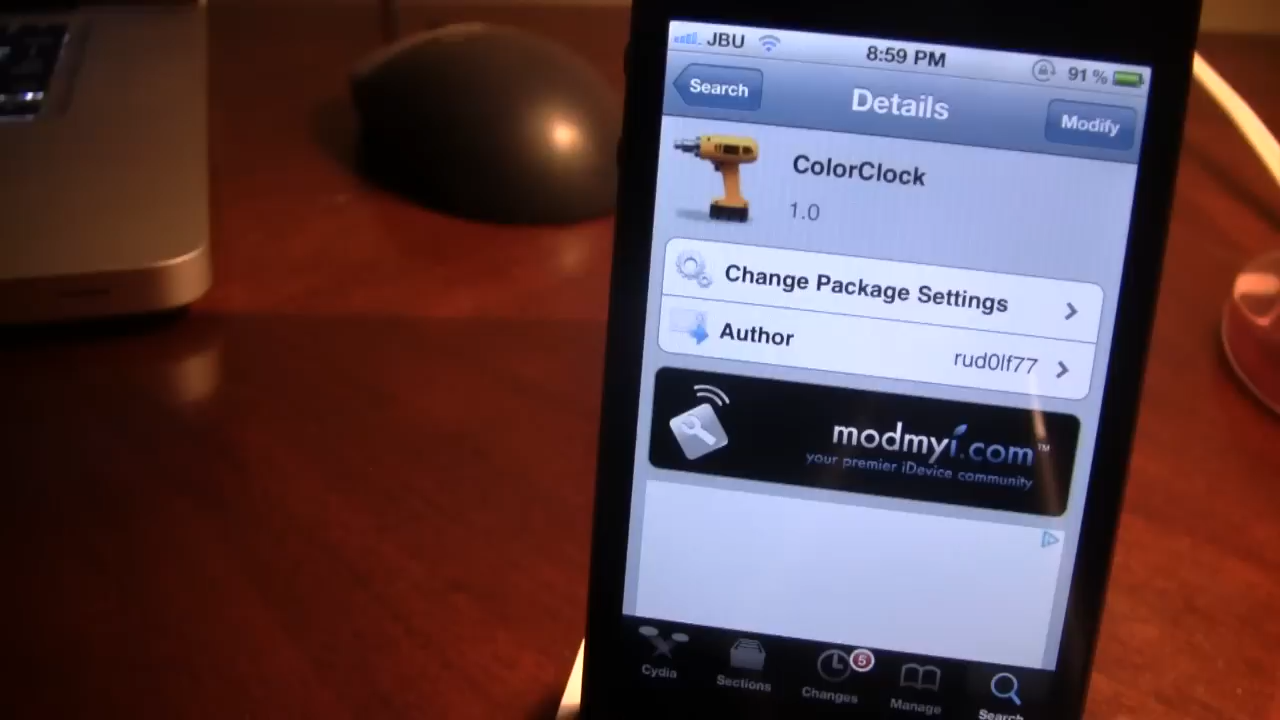 JBU 8:59 PM 91 %
Search Details Modify
ColorClock
1.0
Change Package Settings
Author rud0lf77
modmyi.com™
your premier iDevice community
Cydia Sections Changes 5 Manage Search